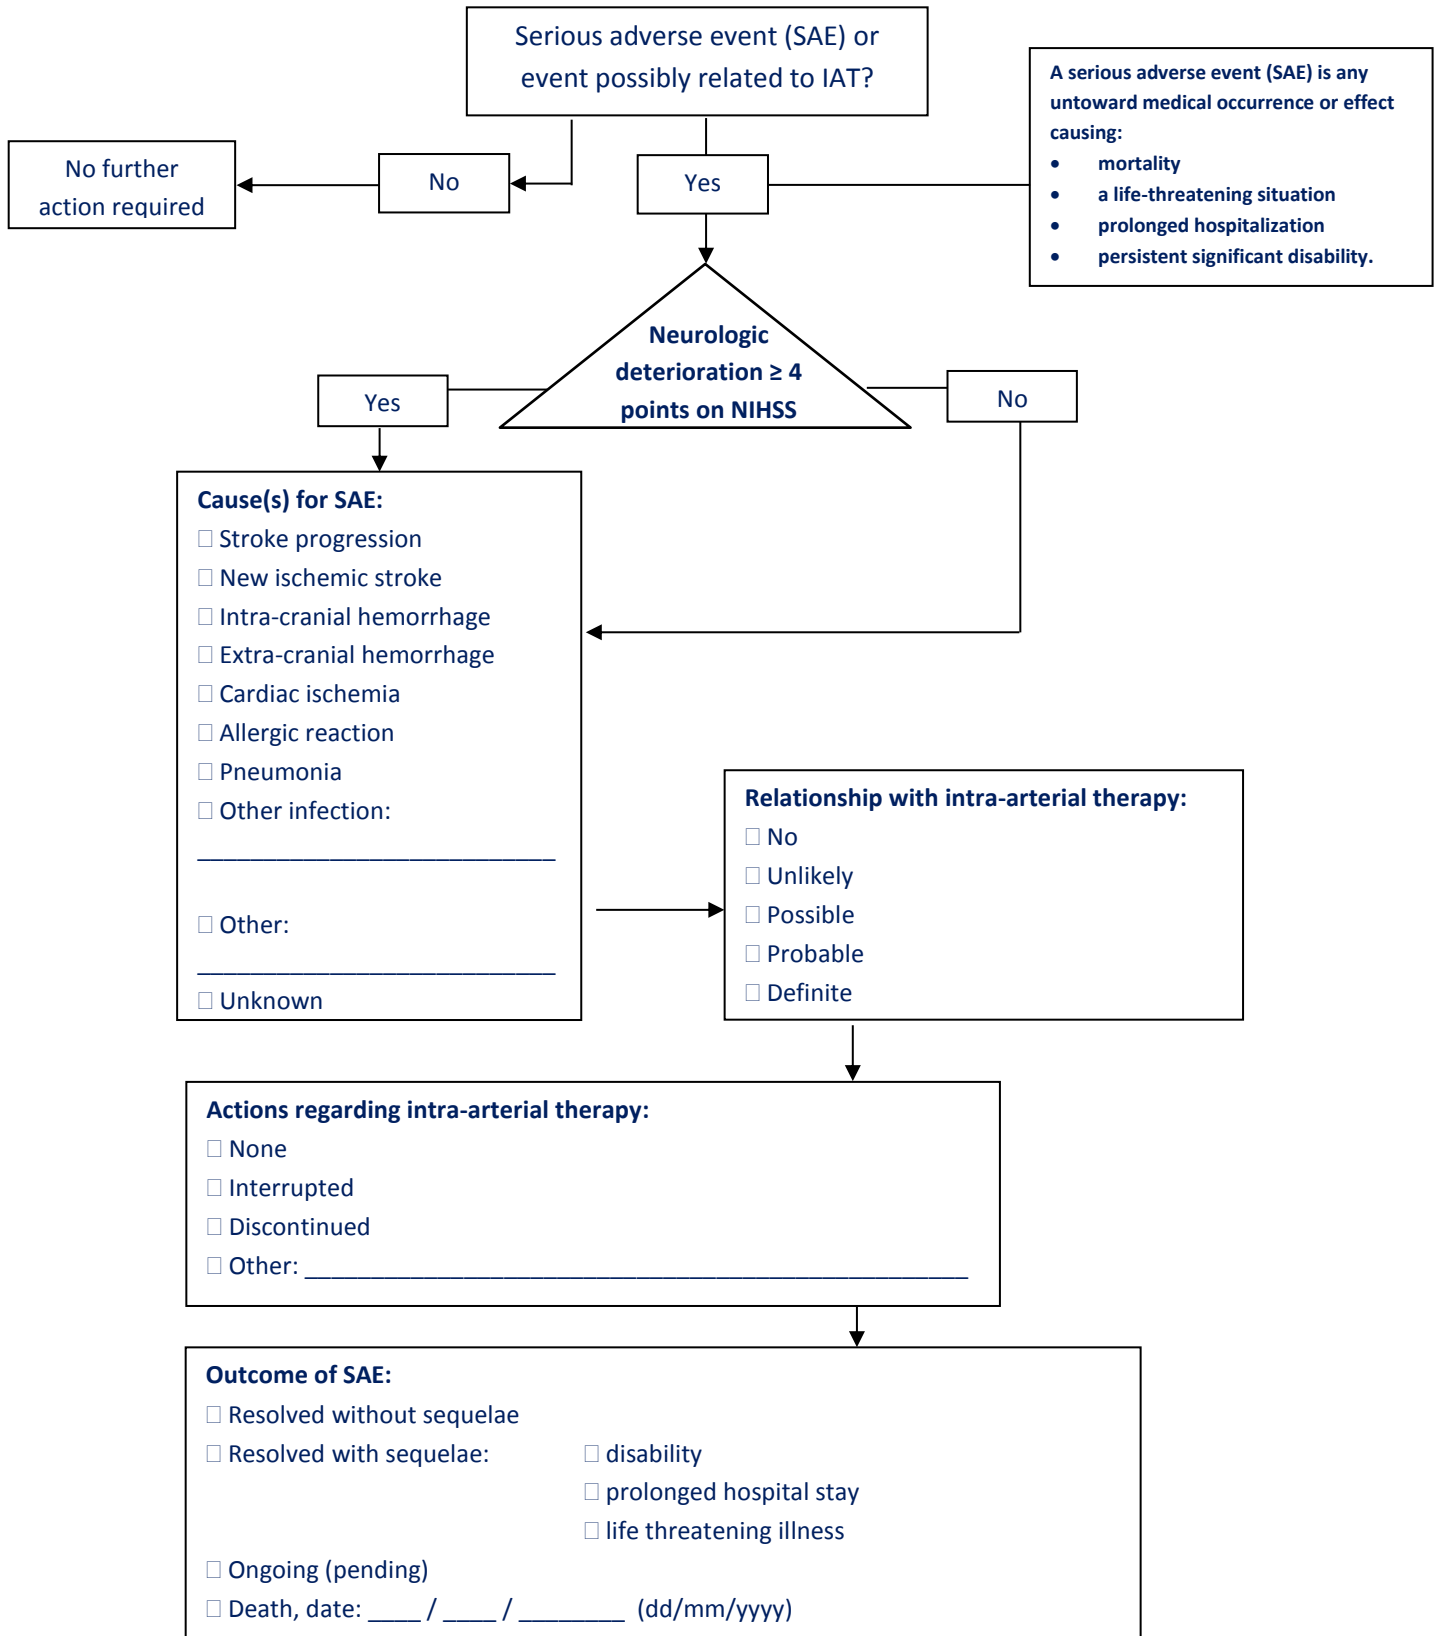 Serious adverse event (SAE) or
event possibly related to IAT?
A serious adverse event (SAE) is any
untoward medical occurrence or effect
causing:
• mortality
• a life-threatening situation
• prolonged hospitalization
• persistent significant disability.
No further
action required
No
Yes
Neurologic
deterioration ≥ 4
points on NIHSS
Yes
No
Cause(s) for SAE:
☐ Stroke progression
☐ New ischemic stroke
☐ Intra-cranial hemorrhage
☐ Extra-cranial hemorrhage
☐ Cardiac ischemia
☐ Allergic reaction
☐ Pneumonia
☐ Other infection:
___________________________
☐ Other:
___________________________
☐ Unknown
Relationship with intra-arterial therapy:
☐ No
☐ Unlikely
☐ Possible
☐ Probable
☐ Definite
Actions regarding intra-arterial therapy:
☐ None
☐ Interrupted
☐ Discontinued
☐ Other: __________________________________________________
Outcome of SAE:
☐ Resolved without sequelae
☐ Resolved with sequelae: ☐ disability
☐ prolonged hospital stay
☐ life threatening illness
☐ Ongoing (pending)
☐ Death, date: ____ / ____ / ________ (dd/mm/yyyy)